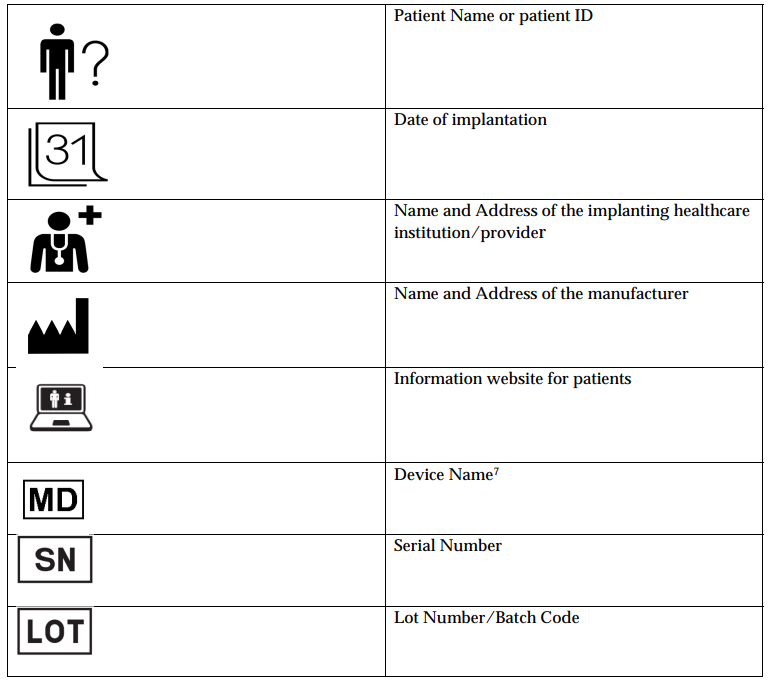 ?
Patient Name or patient ID
31
Date of implantation
Name and Address of the implanting healthcare
institution/provider
Name and Address of the manufacturer
i
Information website for patients
MD
Device Name⁷
SN
Serial Number
LOT
Lot Number/Batch Code